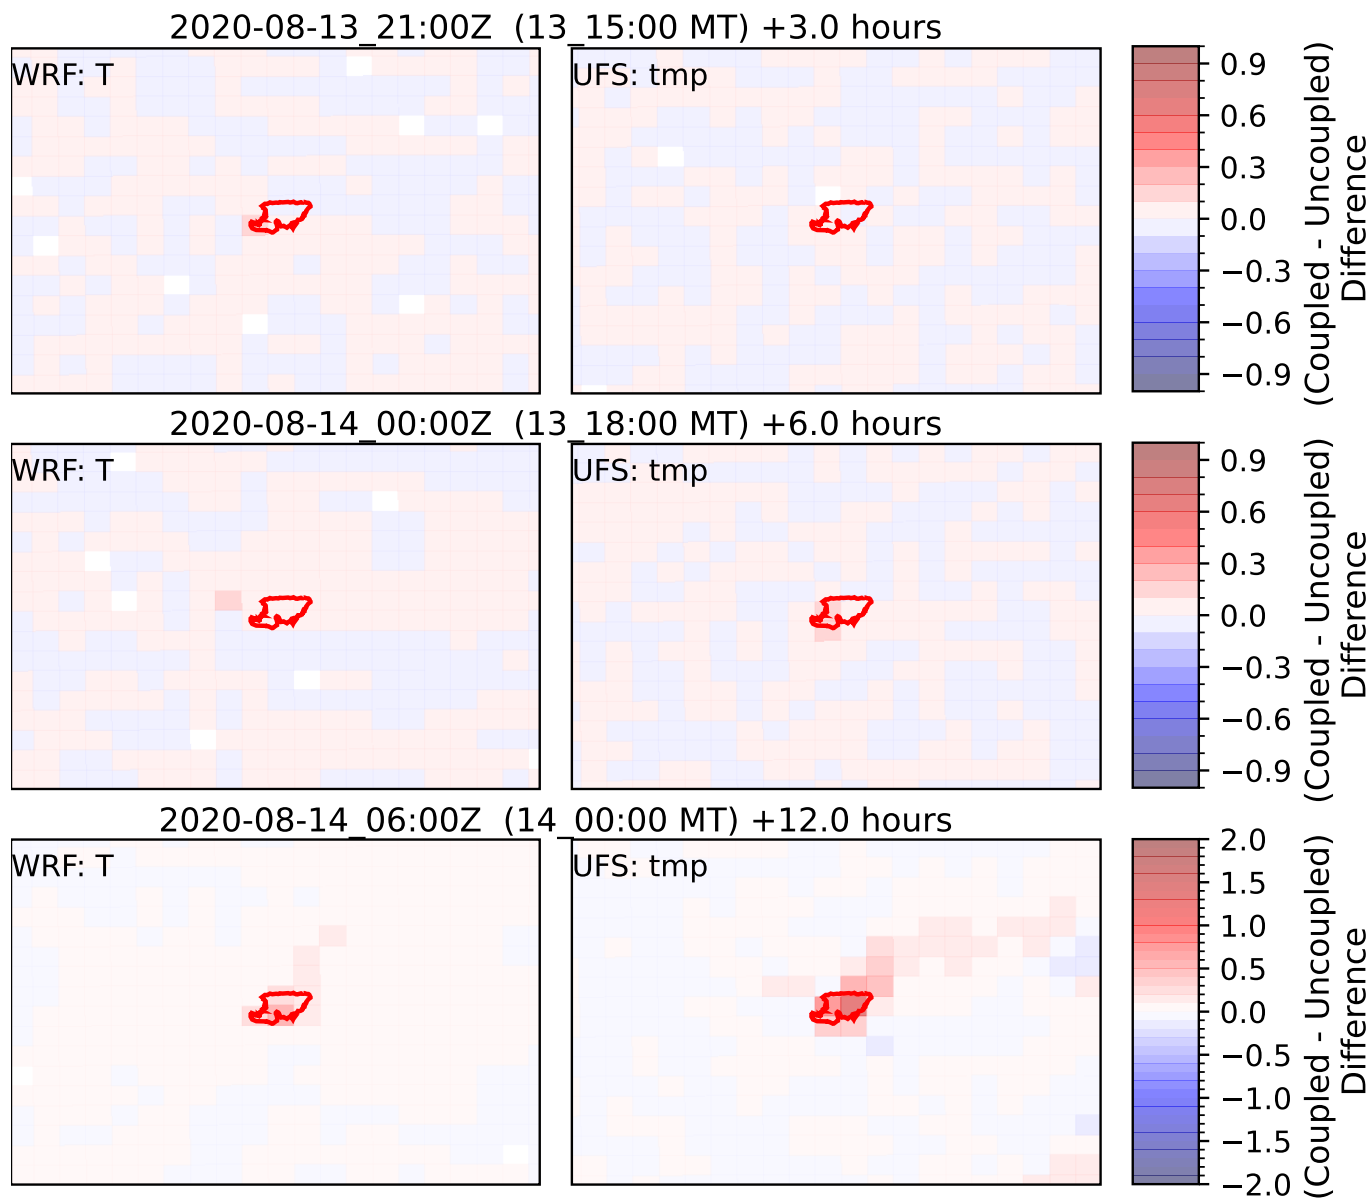 2020-08-13_21:00Z  (13_15:00 MT) +3.0 hours
WRF: T
UFS: tmp
0.9
0.6
0.3
0.0
−0.3
−0.6
−0.9
(Coupled - Uncoupled)
Difference
2020-08-14_00:00Z  (13_18:00 MT) +6.0 hours
WRF: T
UFS: tmp
0.9
0.6
0.3
0.0
−0.3
−0.6
−0.9
(Coupled - Uncoupled)
Difference
2020-08-14_06:00Z  (14_00:00 MT) +12.0 hours
WRF: T
UFS: tmp
2.0
1.5
1.0
0.5
0.0
−0.5
−1.0
−1.5
−2.0
(Coupled - Uncoupled)
Difference